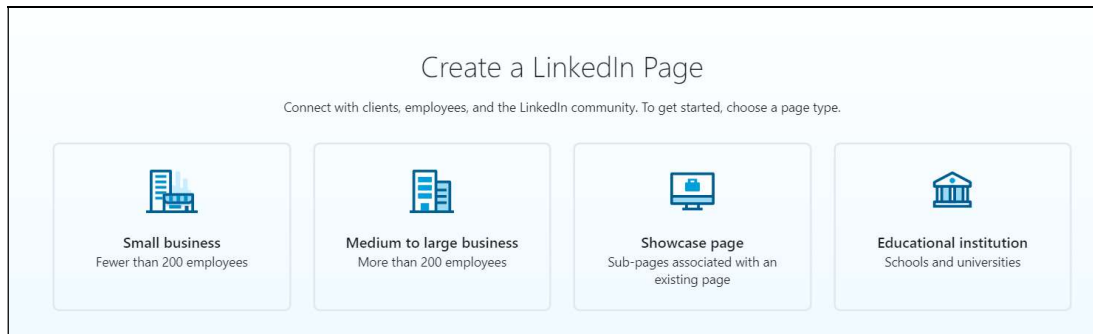 Create a LinkedIn Page
Connect with clients, employees, and the LinkedIn community. To get started, choose a page type.
Small business
Fewer than 200 employees
Medium to large business
More than 200 employees
Showcase page
Sub-pages associated with an
existing page
Educational institution
Schools and universities